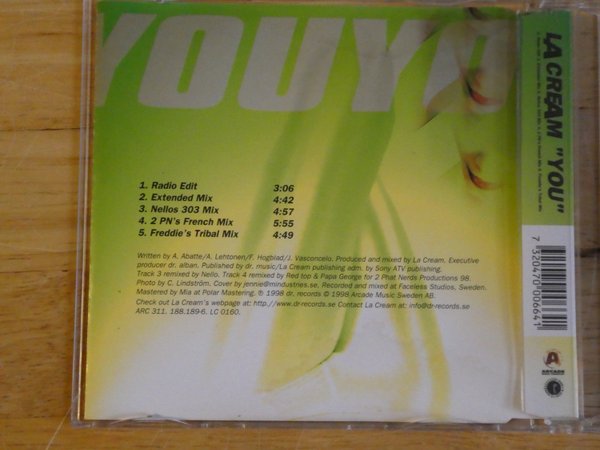 YOUYO
1. Radio Edit 3:06
2. Extended Mix 4:42
3. Nellos 303 Mix 4:57
4. 2 PN's French Mix 5:55
5. Freddie's Tribal Mix 4:49
Written by A. Abatte/A. Lehtonen/F. Hogblad/J. Vasconcelo. Produced and mixed by La Cream. Executive
producer dr. alban. Published by dr. music/La Cream publishing adm. by Sony ATV publishing.
Track 3 remixed by Nello. Track 4 remixed by Red top & Papa George for 2 Phat Nerds Productions 98.
Photo by C. Lindström. Cover by jennie@mindustries.se. Recorded and mixed at Faceless Studios, Sweden.
Mastered by Mia at Polar Mastering. ℗ 1998 dr. records © 1998 Arcade Music Sweden AB.
Check out La Cream's webpage at: http://www.dr-records.se Contact La Cream at: info@dr-records.se
ARC 311. 188.189-6. LC 0160.
LA CREAM "YOU"
7 320470 006641
A
ARCADE